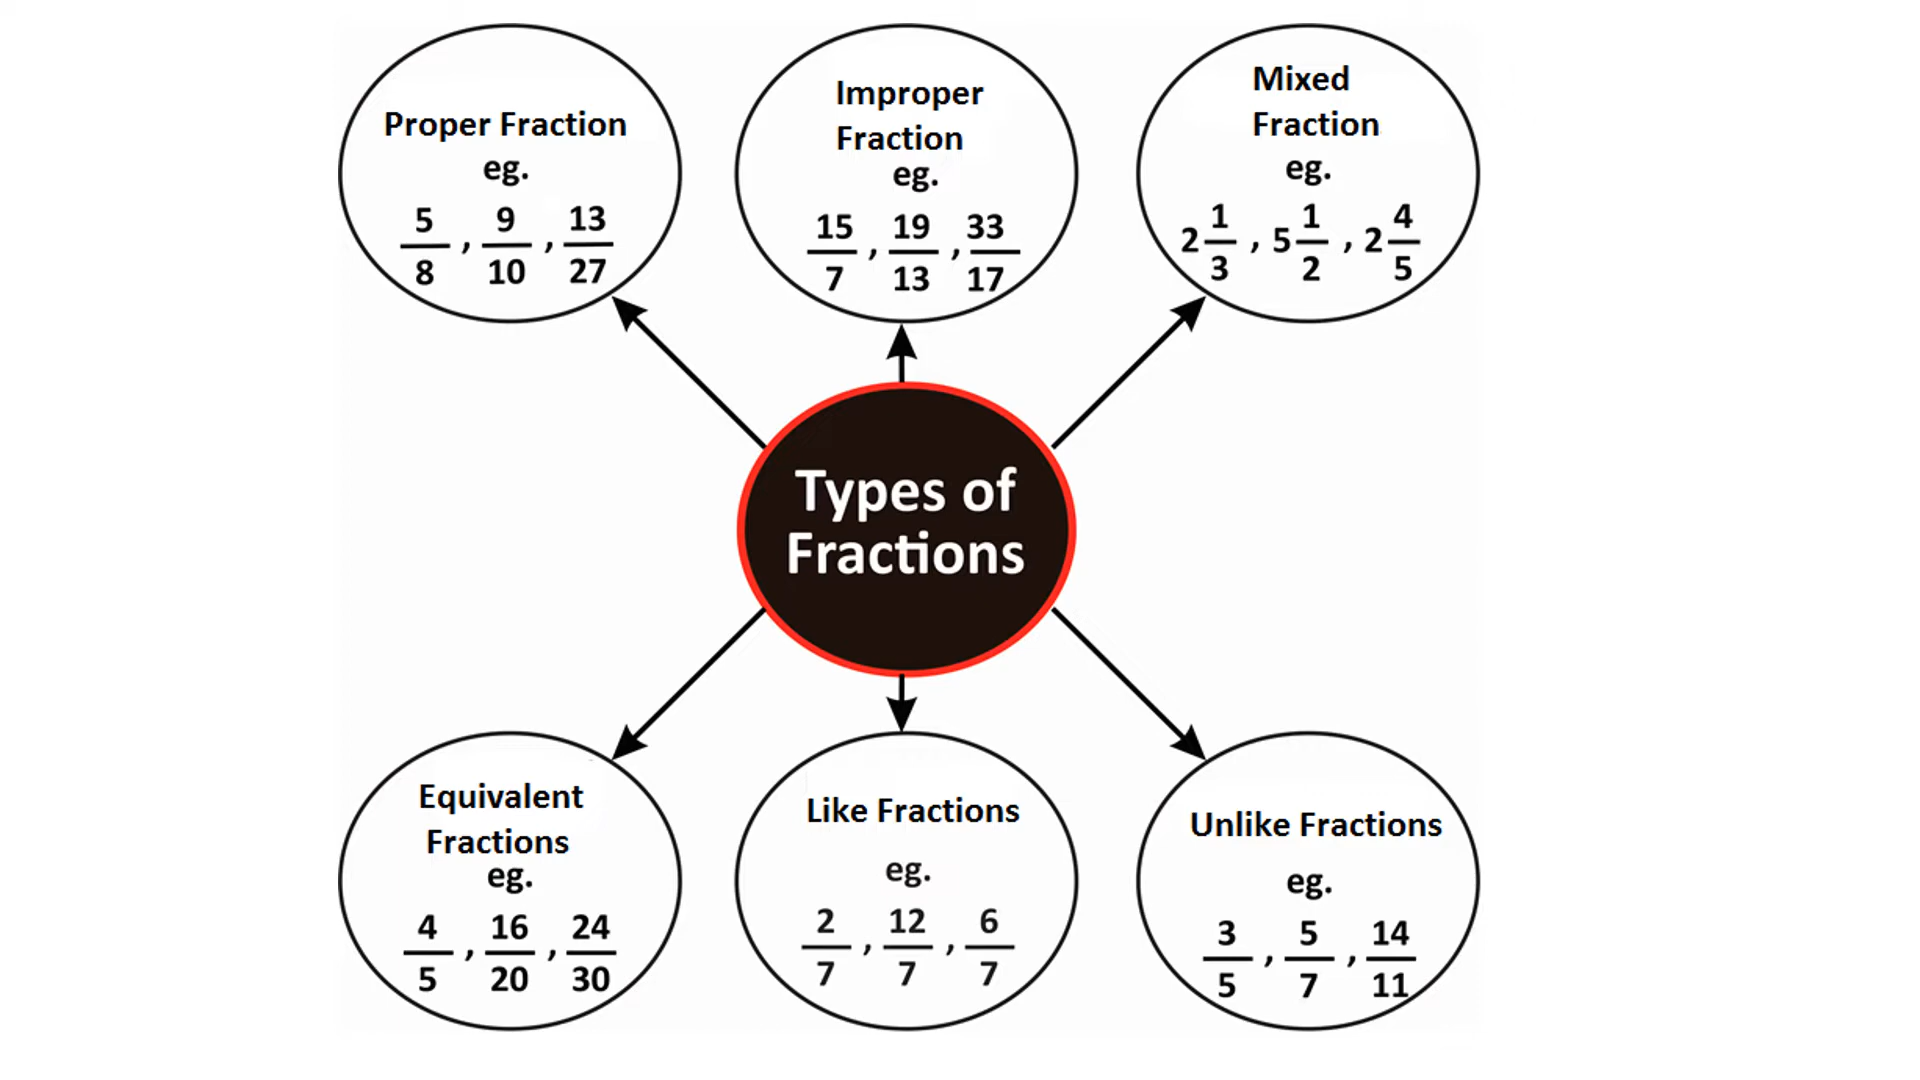 Proper Fraction
eg.
5/8 , 9/10 , 13/27
Improper
Fraction
eg.
15/7 , 19/13 , 33/17
Mixed
Fraction
eg.
2 1/3 , 5 1/2 , 2 4/5
Types of
Fractions
Equivalent
Fractions
eg.
4/5 , 16/20 , 24/30
Like Fractions
eg.
2/7 , 12/7 , 6/7
Unlike Fractions
eg.
3/5 , 5/7 , 14/11